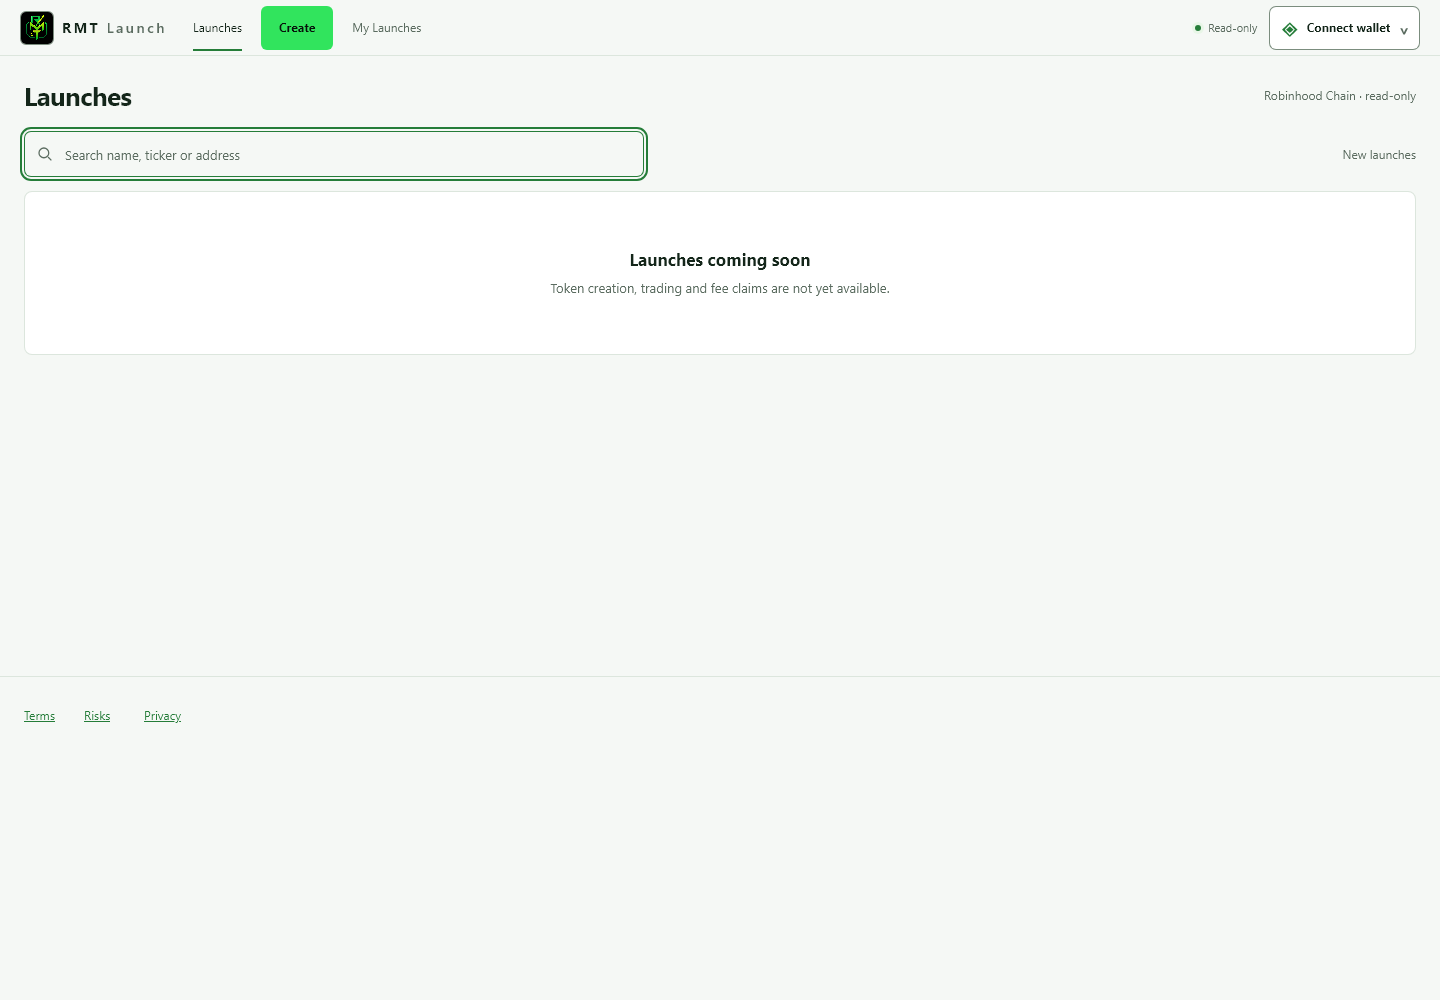 RMT Launch
Launches
Create
My Launches
Read-only
Connect wallet
Launches
Robinhood Chain · read-only
Search name, ticker or address
New launches
Launches coming soon
Token creation, trading and fee claims are not yet available.
Terms
Risks
Privacy